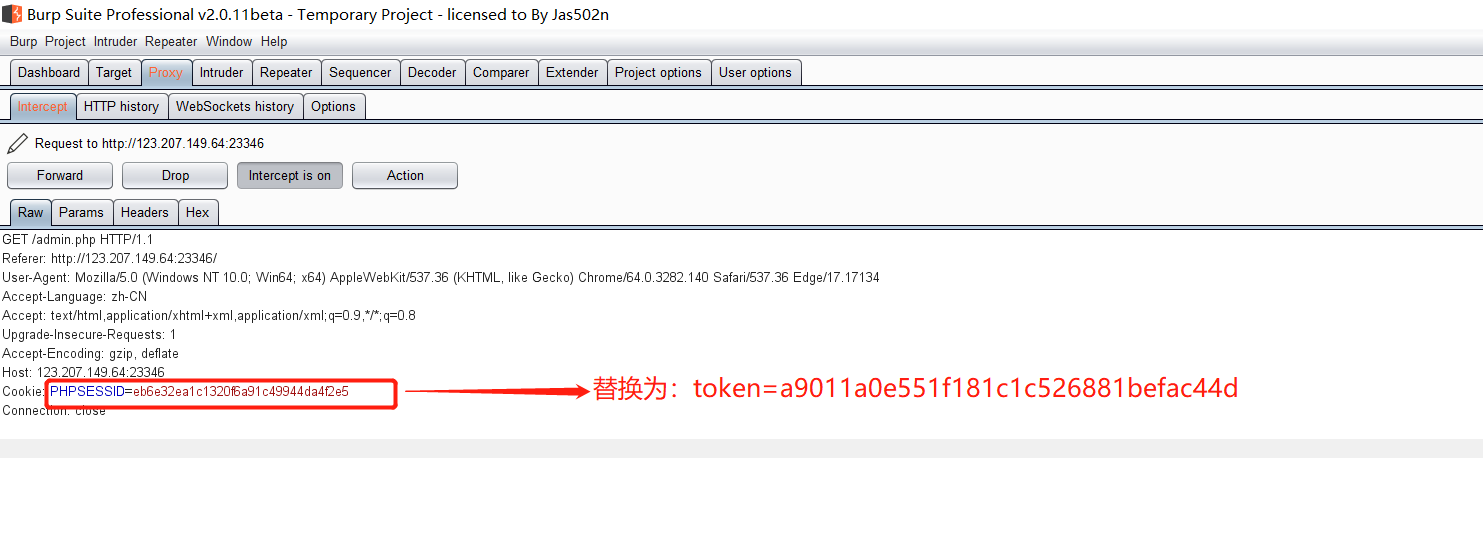 Burp Suite Professional v2.0.11beta - Temporary Project - licensed to By Jas502n
Burp Project Intruder Repeater Window Help
Dashboard Target Proxy Intruder Repeater Sequencer Decoder Comparer Extender Project options User options
Intercept HTTP history WebSockets history Options
Request to http://123.207.149.64:23346
Forward Drop Intercept is on Action
Raw Params Headers Hex
GET /admin.php HTTP/1.1
Referer: http://123.207.149.64:23346/
User-Agent: Mozilla/5.0 (Windows NT 10.0; Win64; x64) AppleWebKit/537.36 (KHTML, like Gecko) Chrome/64.0.3282.140 Safari/537.36 Edge/17.17134
Accept-Language: zh-CN
Accept: text/html,application/xhtml+xml,application/xml;q=0.9,*/*;q=0.8
Upgrade-Insecure-Requests: 1
Accept-Encoding: gzip, deflate
Host: 123.207.149.64:23346
Cookie: PHPSESSID=eb6e32ea1c1320f6a91c49944da4f2e5
替换为：token=a9011a0e551f181c1c526881befac44d
Connection: close